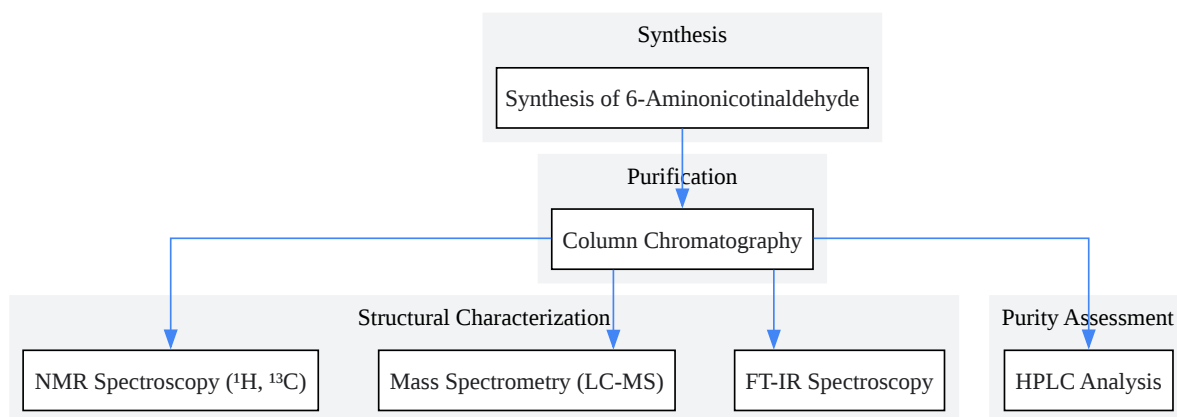 Synthesis
Synthesis of 6-Aminonicotinaldehyde
Purification
Column Chromatography
Structural Characterization
Purity Assessment
NMR Spectroscopy (¹H, ¹³C)
Mass Spectrometry (LC-MS)
FT-IR Spectroscopy
HPLC Analysis